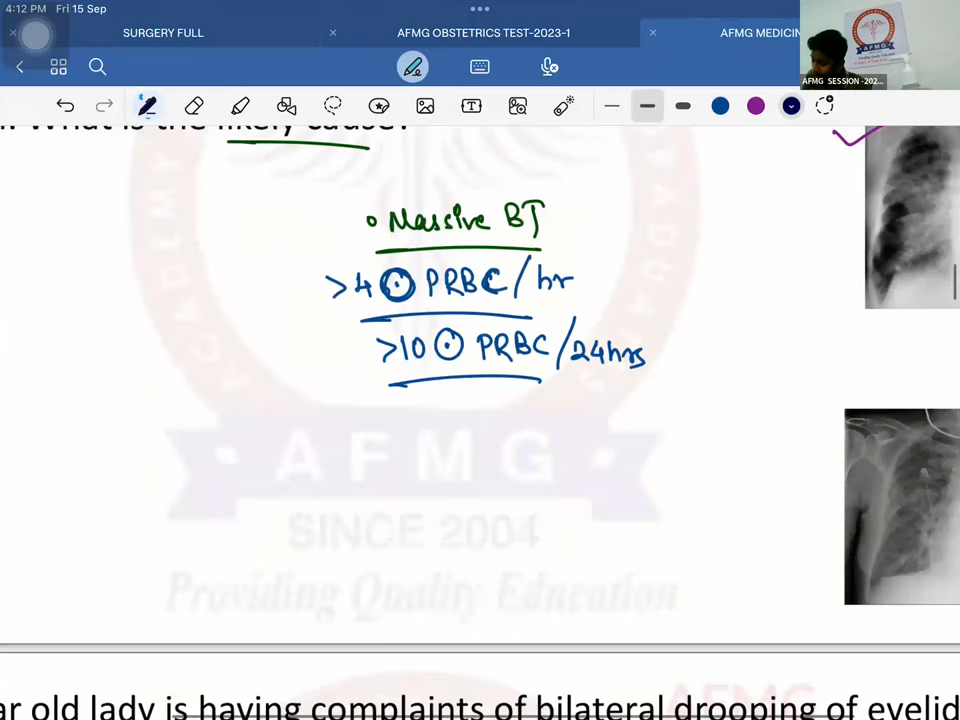 4:12 PM Fri 15 Sep
SURGERY FULL
AFMG OBSTETRICS TEST-2023-1
AFMG MEDICIN
AFMG
AFMG SESSION -202...
What is the likely cause?
Massive BT
>4 PRBC/hr
>10 PRBC/24hrs
AFMG
SINCE 2004
Providing Quality Education
ar old lady is having complaints of bilateral drooping of eyelid